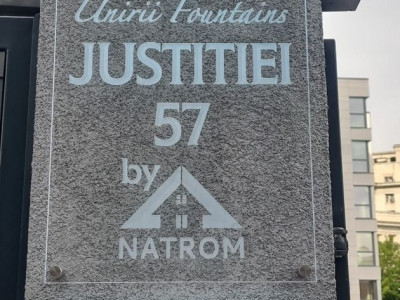 Unirii Fountains
JUSTITIEI
57
by
NATROM